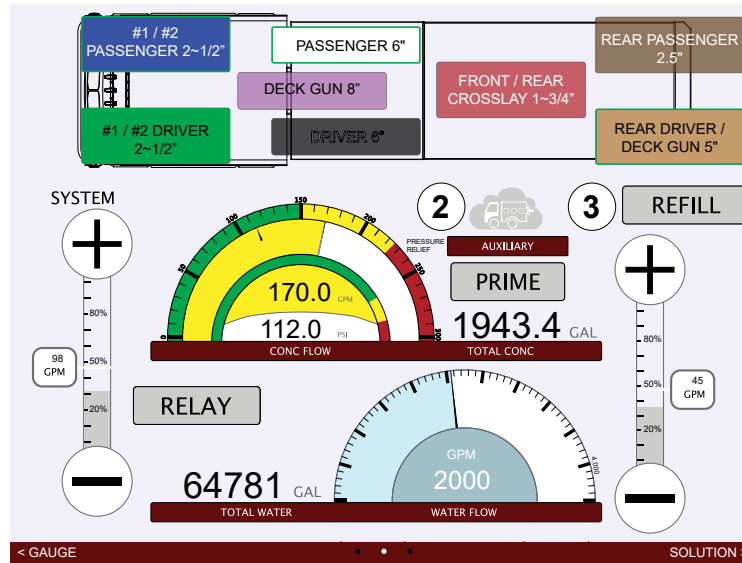 #1 / #2
PASSENGER 2~1/2”
PASSENGER 6"
REAR PASSENGER
2.5"
DECK GUN 8”
FRONT / REAR
CROSSLAY 1~3/4”
#1 / #2 DRIVER
2~1/2”
DRIVER 6"
REAR DRIVER /
DECK GUN 5"
SYSTEM
2
3
REFILL
PRESSURE
RELIEF
AUXILIARY
PRIME
0
50
100
150
200
250
300
170.0 GPM
112.0 PSI
CONC FLOW
1943.4 GAL
TOTAL CONC
80%
50%
20%
98
GPM
80%
50%
20%
45
GPM
RELAY
GPM
2000
4,000
64781 GAL
TOTAL WATER
WATER FLOW
< GAUGE
SOLUTION >